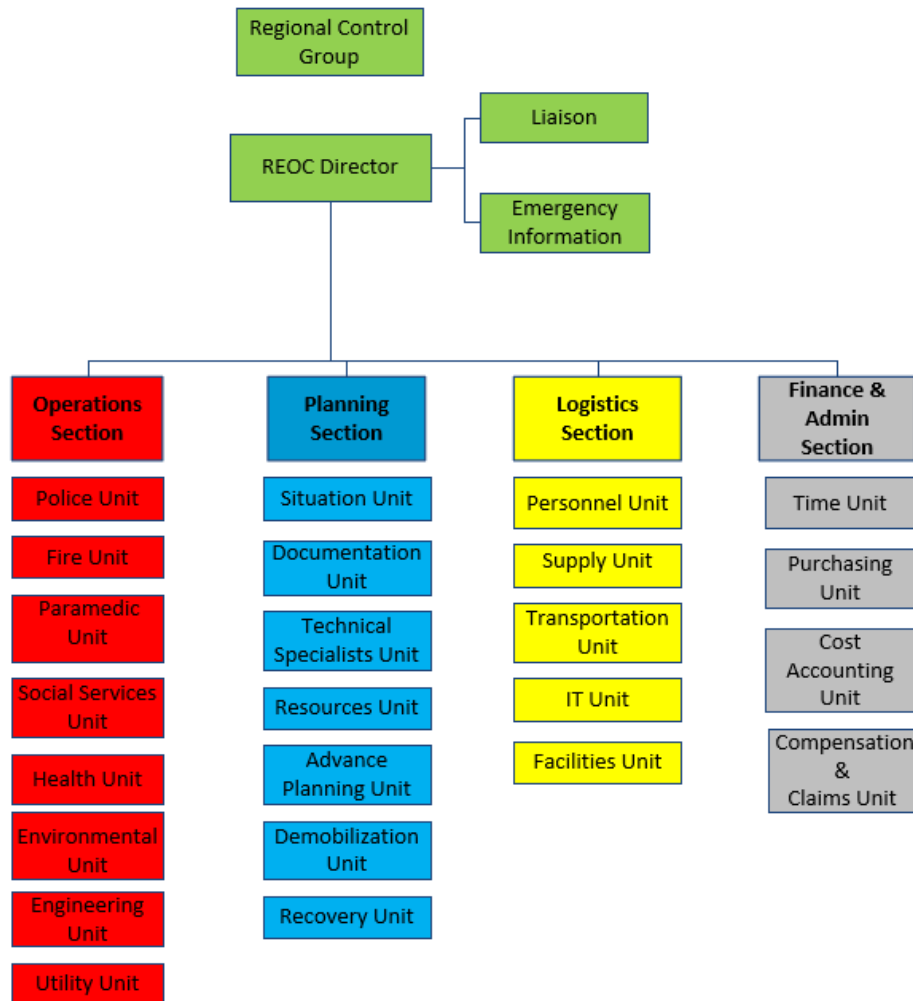 Regional Control
Group
Liaison
REOC Director
Emergency
Information
Operations
Section
Police Unit
Fire Unit
Paramedic
Unit
Social Services
Unit
Health Unit
Environmental
Unit
Engineering
Unit
Utility Unit
Planning
Section
Situation Unit
Documentation
Unit
Technical
Specialists Unit
Resources Unit
Advance
Planning Unit
Demobilization
Unit
Recovery Unit
Logistics
Section
Personnel Unit
Supply Unit
Transportation
Unit
IT Unit
Facilities Unit
Finance &
Admin
Section
Time Unit
Purchasing
Unit
Cost
Accounting
Unit
Compensation
&
Claims Unit